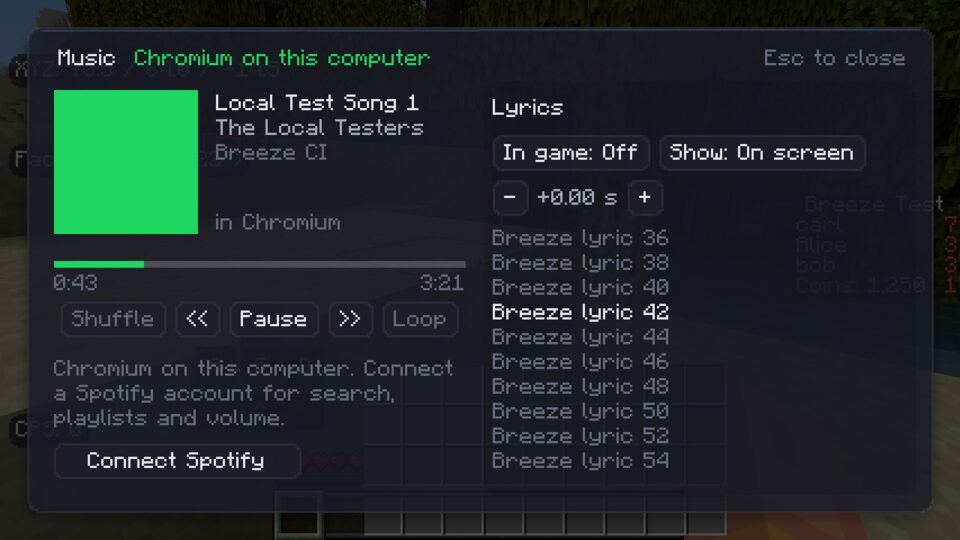 Music Chromium on this computer
Esc to close
Local Test Song 1
The Local Testers
Breeze CI
in Chromium
0:43
3:21
Shuffle << Pause >> Loop
Chromium on this computer. Connect
a Spotify account for search,
playlists and volume.
Connect Spotify
Lyrics
In game: Off Show: On screen
- +0.00 s +
Breeze lyric 36
Breeze lyric 38
Breeze lyric 40
Breeze lyric 42
Breeze lyric 44
Breeze lyric 46
Breeze lyric 48
Breeze lyric 50
Breeze lyric 52
Breeze lyric 54
Breeze Test
carl 7
Alice 3
bob 3
Coins: 1,250 1